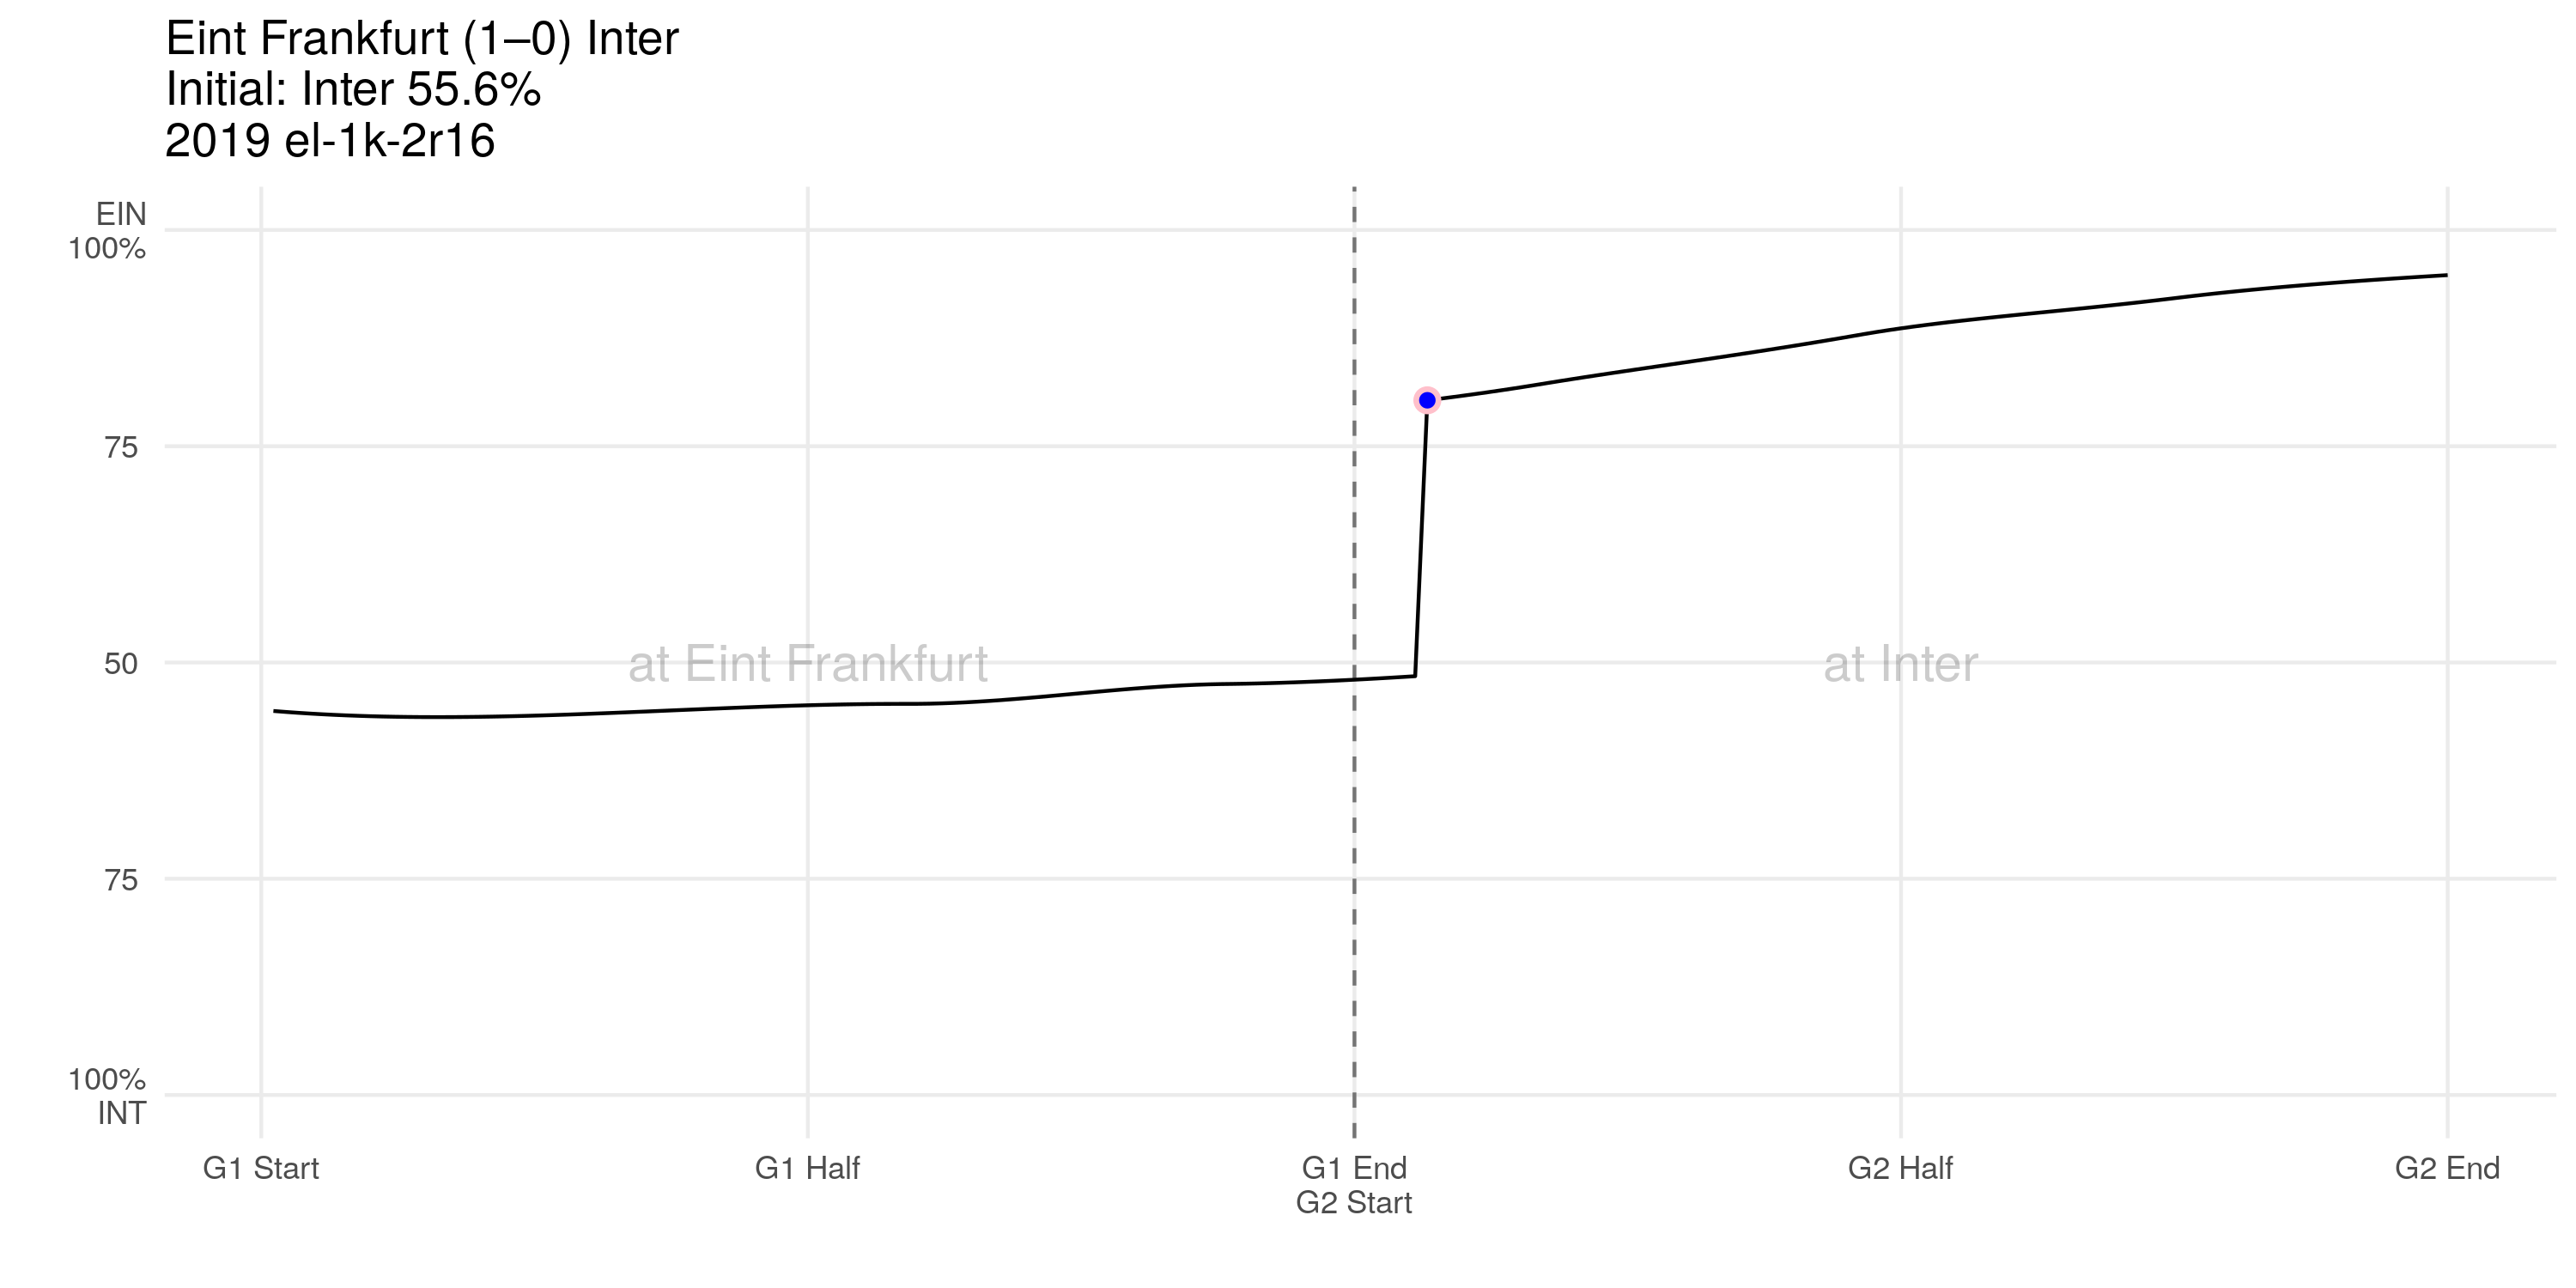 Eint Frankfurt (1–0) Inter
Initial: Inter 55.6%
2019 el-1k-2r16
EIN
100%
75
50
75
100%
INT
at Eint Frankfurt
at Inter
G1 Start
G1 Half
G1 End
G2 Start
G2 Half
G2 End